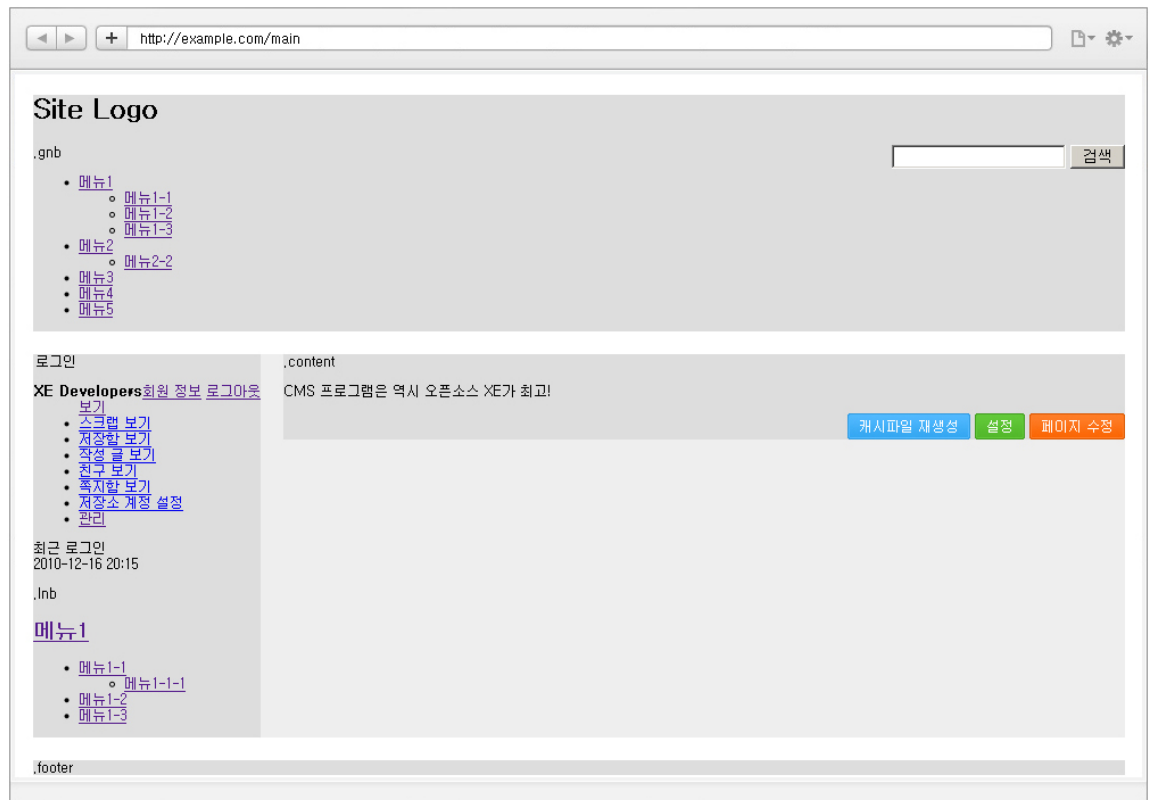 http://example.com/main
Site Logo
.gnb
검색
메뉴1
메뉴1-1
메뉴1-2
메뉴1-3
메뉴2
메뉴2-2
메뉴3
메뉴4
메뉴5
로그인
XE Developers회원 정보 로그아웃
보기
스크랩 보기
저장함 보기
작성 글 보기
친구 보기
쪽지함 보기
저장소 계정 설정
관리
최근 로그인
2010-12-16 20:15
.lnb
메뉴1
메뉴1-1
메뉴1-1-1
메뉴1-2
메뉴1-3
.content
CMS 프로그램은 역시 오픈소스 XE가 최고!
캐시파일 재생성 설정 페이지 수정
.footer